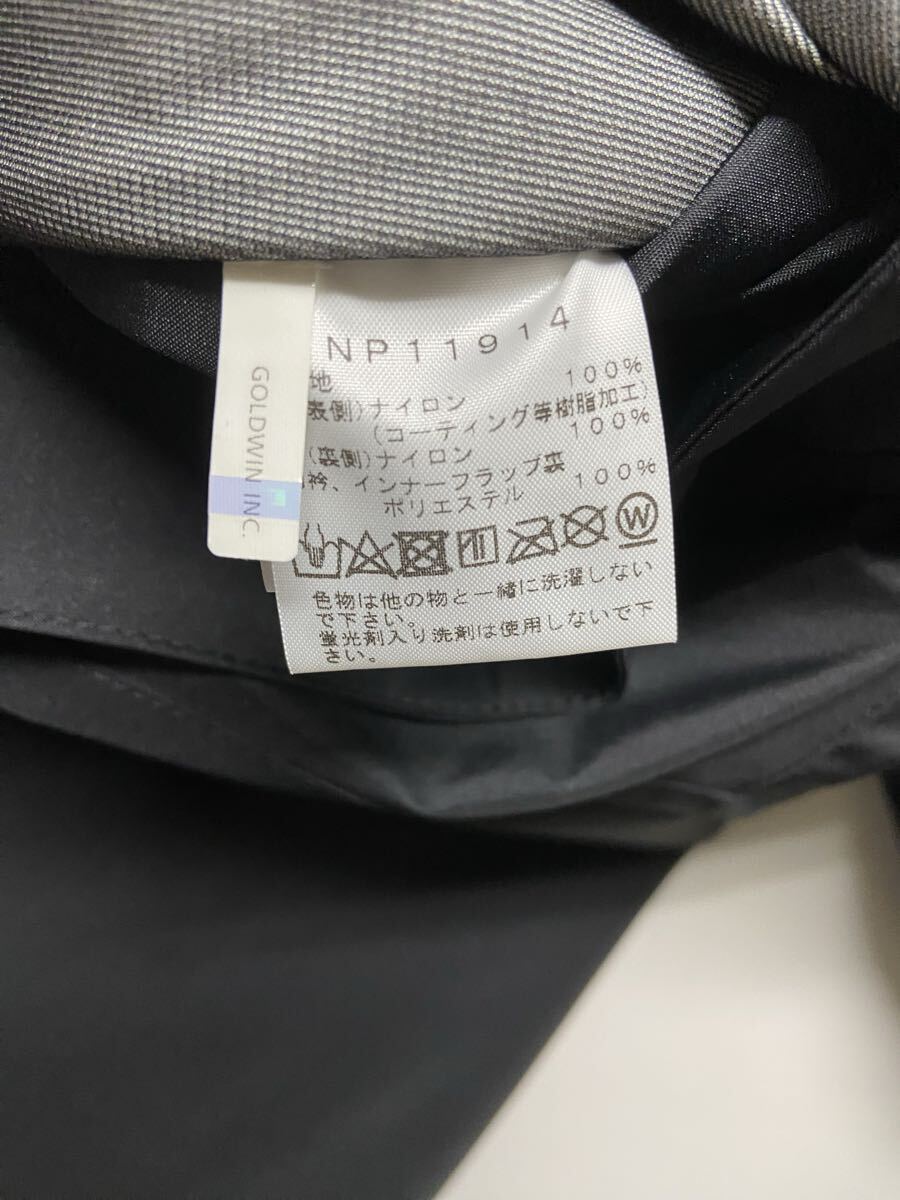 GOLDWIN INC.
NP11914
地 100%
表側)ナイロン
(コーティング等樹脂加工)
(裏側)ナイロン 100%
衿、インナーフラップ裏
ポリエステル 100%
W
色物は他の物と一緒に洗濯しない
で下さい。
蛍光剤入り洗剤は使用しないで下
さい。